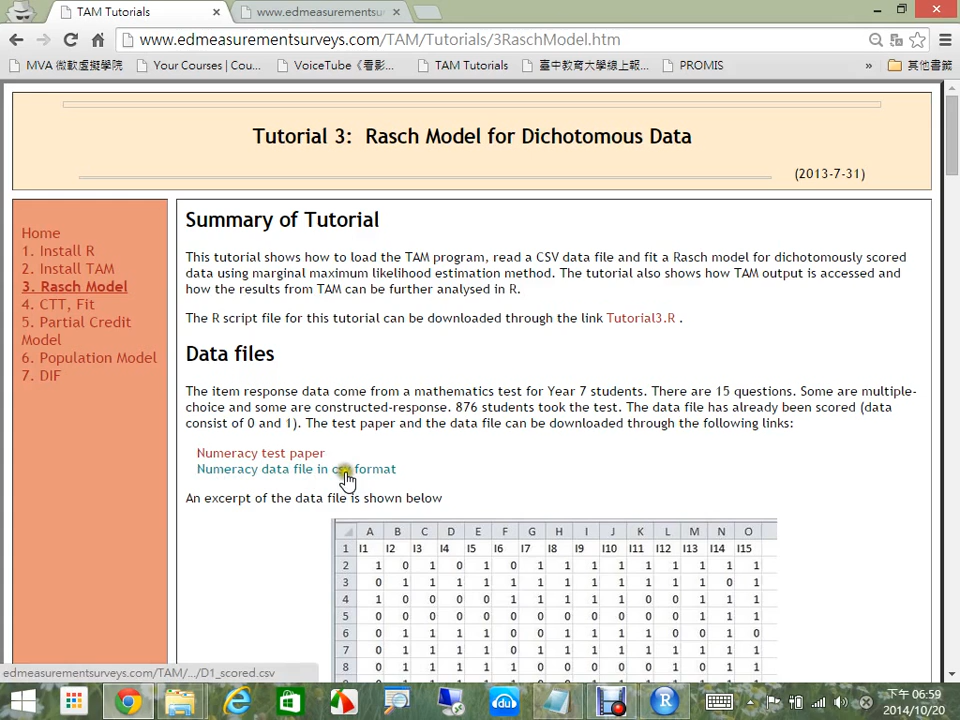 TAM Tutorials
www.edmeasurementsu
www.edmeasurementsurveys.com/TAM/Tutorials/3RaschModel.htm
MVA 微軟虛擬學院
Your Courses | Cou...
VoiceTube《看影...
TAM Tutorials
臺中教育大學線上報...
PROMIS
»
其他書籤
Tutorial 3:  Rasch Model for Dichotomous Data
(2013-7-31)
Home
1. Install R
2. Install TAM
3. Rasch Model
4. CTT, Fit
5. Partial Credit
Model
6. Population Model
7. DIF
Summary of Tutorial
This tutorial shows how to load the TAM program, read a CSV data file and fit a Rasch model for dichotomously scored
data using marginal maximum likelihood estimation method. The tutorial also shows how TAM output is accessed and
how the results from TAM can be further analysed in R.
The R script file for this tutorial can be downloaded through the link Tutorial3.R .
Data files
The item response data come from a mathematics test for Year 7 students. There are 15 questions. Some are multiple-
choice and some are constructed-response. 876 students took the test. The data file has already been scored (data
consist of 0 and 1). The test paper and the data file can be downloaded through the following links:
Numeracy test paper
Numeracy data file in csv format
An excerpt of the data file is shown below
A B C D E F G H I J K L M N O
1 I1 I2 I3 I4 I5 I6 I7 I8 I9 I10 I11 I12 I13 I14 I15
2 1 0 1 0 1 0 1 1 1 1 1 1 1 1 1
3 0 1 1 1 1 1 1 1 1 1 1 1 1 0 1
4 1 0 0 0 0 1 1 1 1 1 0 0 1 1 1
5 0 0 0 0 0 0 0 0 0 0 0 0 1 1 1
6 0 1 1 1 1 0 0 1 1 1 1 0 0 1 0
7 0 1 1 1 1 0 1 1 1 1 1 1 1 1 1
8 0 1 1 1 1 0 0 0 0 0 0 1 0 1 1
edmeasurementsurveys.com/TAM/.../D1_scored.csv
du
R
下午 06:59
2014/10/20